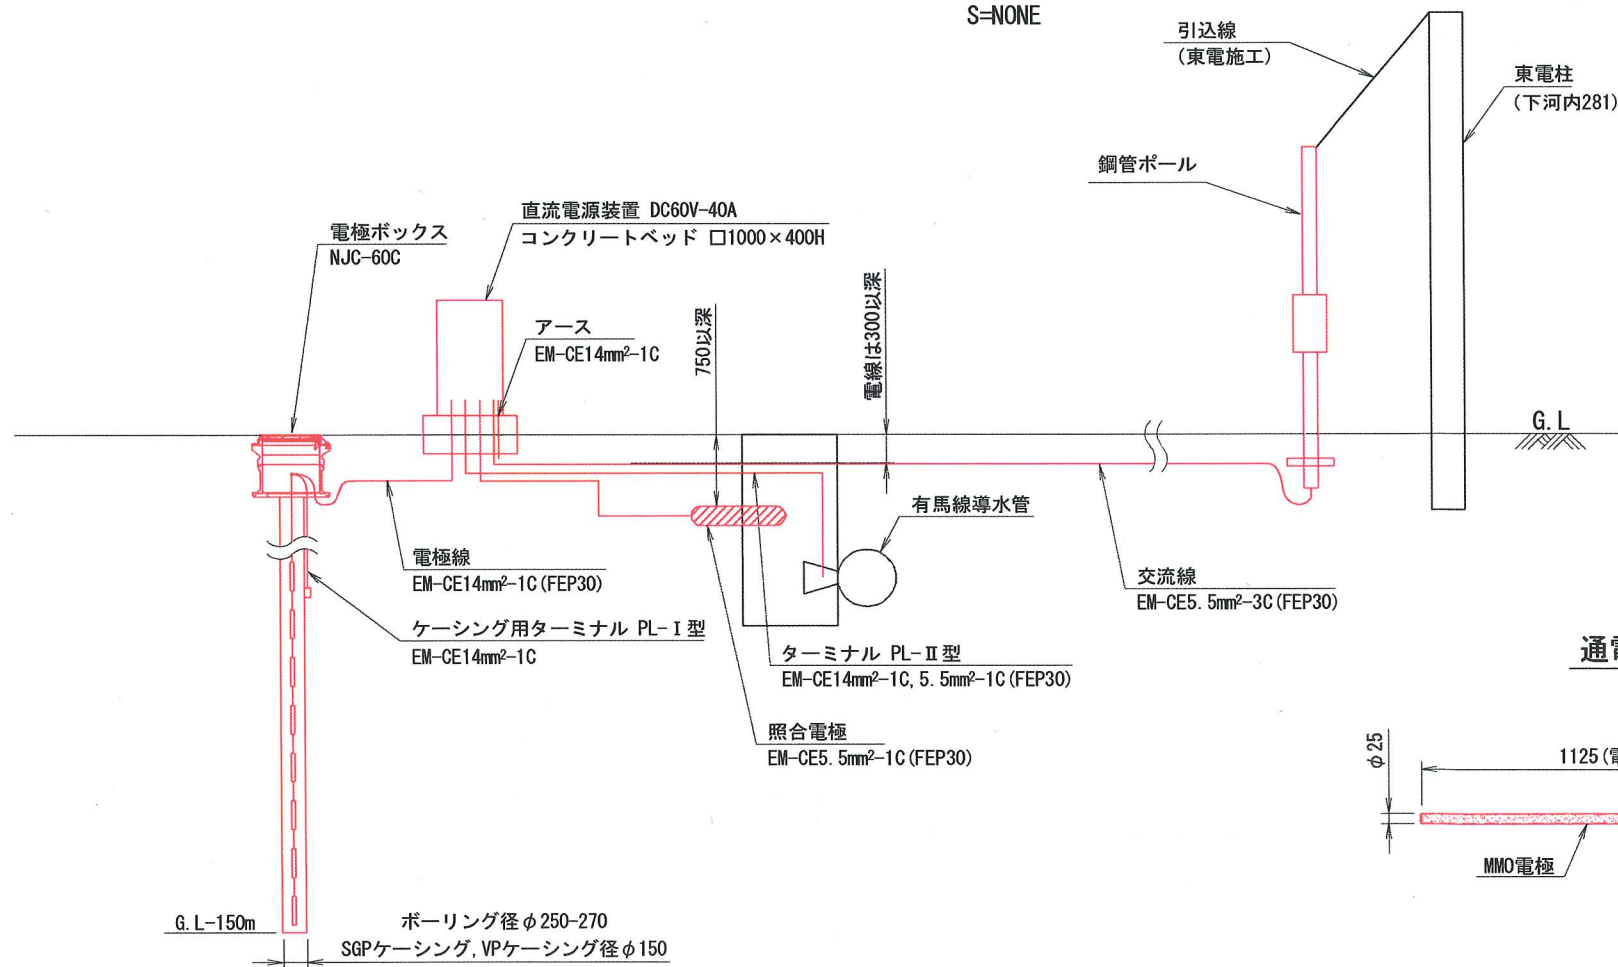 S=NONE
引込線
(東電施工)
東電柱
(下河内281)
鋼管ポール
直流電源装置 DC60V-40A
コンクリートベッド □1000×400H
電極ボックス
NJC-60C
アース
EM-CE14mm²-1C
750以深
電線は300以深
G.L
有馬線導水管
電極線
EM-CE14mm²-1C(FEP30)
交流線
EM-CE5.5mm²-3C(FEP30)
ケーシング用ターミナル PL-Ⅰ型
EM-CE14mm²-1C
ターミナル PL-Ⅱ型
EM-CE14mm²-1C, 5.5mm²-1C(FEP30)
通電
照合電極
EM-CE5.5mm²-1C(FEP30)
φ25
1125(電
MMO電極
G.L-150m
ボーリング径φ250-270
SGPケーシング, VPケーシング径φ150